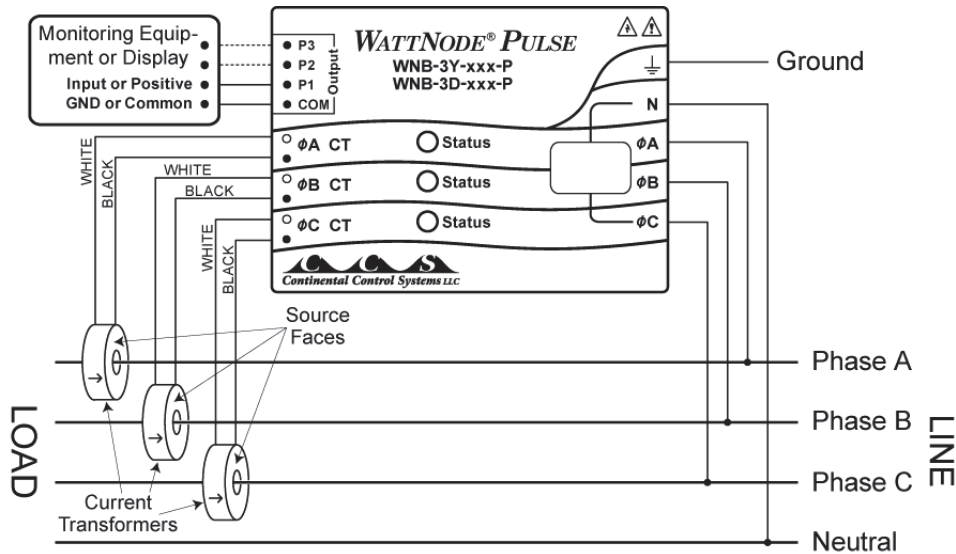 Monitoring Equip-
ment or Display
Input or Positive
GND or Common
P3
P2
P1
COM
Output
WATTNODE® PULSE
WNB-3Y-xxx-P
WNB-3D-xxx-P
Ground
N
ϕA CT
Status
ϕA
ϕB CT
Status
ϕB
ϕC CT
Status
ϕC
WHITE
BLACK
WHITE
BLACK
WHITE
BLACK
CCS
Continental Control Systems LLC
Source
Faces
Phase A
Phase B
Phase C
Neutral
LOAD
LINE
Current
Transformers